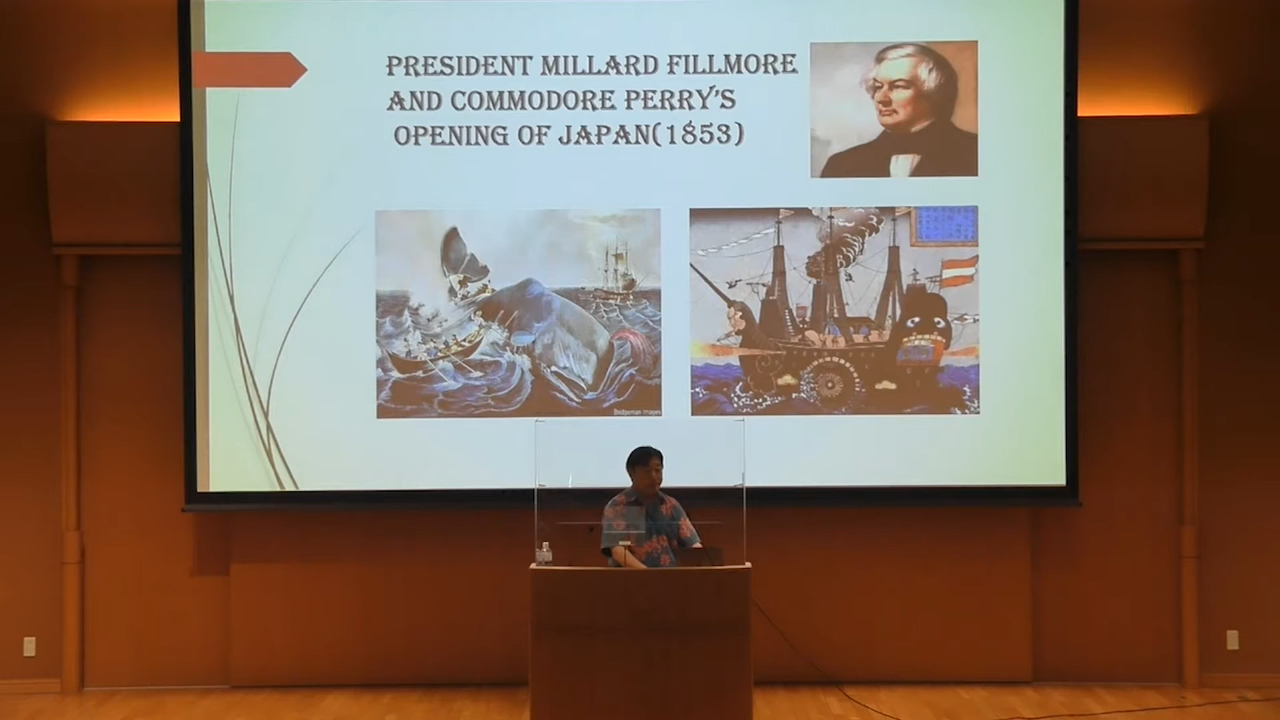 PRESIDENT MILLARD FILLMORE
AND COMMODORE PERRY'S
OPENING OF JAPAN(1853)
Bridgeman Images